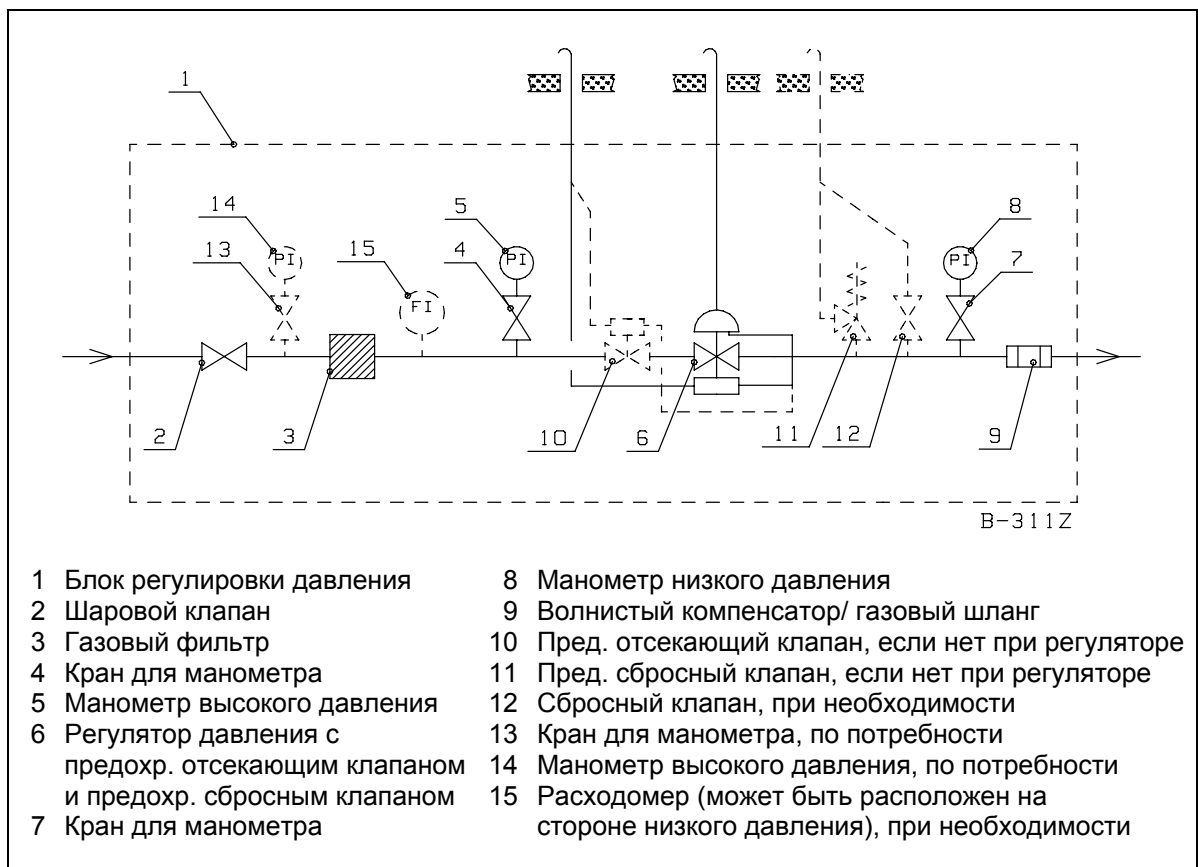 1
14
5
8
13
15
4
7
PI
FI
PI
PI
2
3
10
6
11
12
9
B-311Z
1 Блок регулировки давления
2 Шаровой клапан
3 Газовый фильтр
4 Кран для манометра
5 Манометр высокого давления
6 Регулятор давления с
предохр. отсекающим клапаном
и предохр. сбросным клапаном
7 Кран для манометра
8 Манометр низкого давления
9 Волнистый компенсатор/ газовый шланг
10 Пред. отсекающий клапан, если нет при регуляторе
11 Пред. сбросный клапан, если нет при регуляторе
12 Сбросный клапан, при необходимости
13 Кран для манометра, по потребности
14 Манометр высокого давления, по потребности
15 Расходомер (может быть расположен на
стороне низкого давления), при необходимости